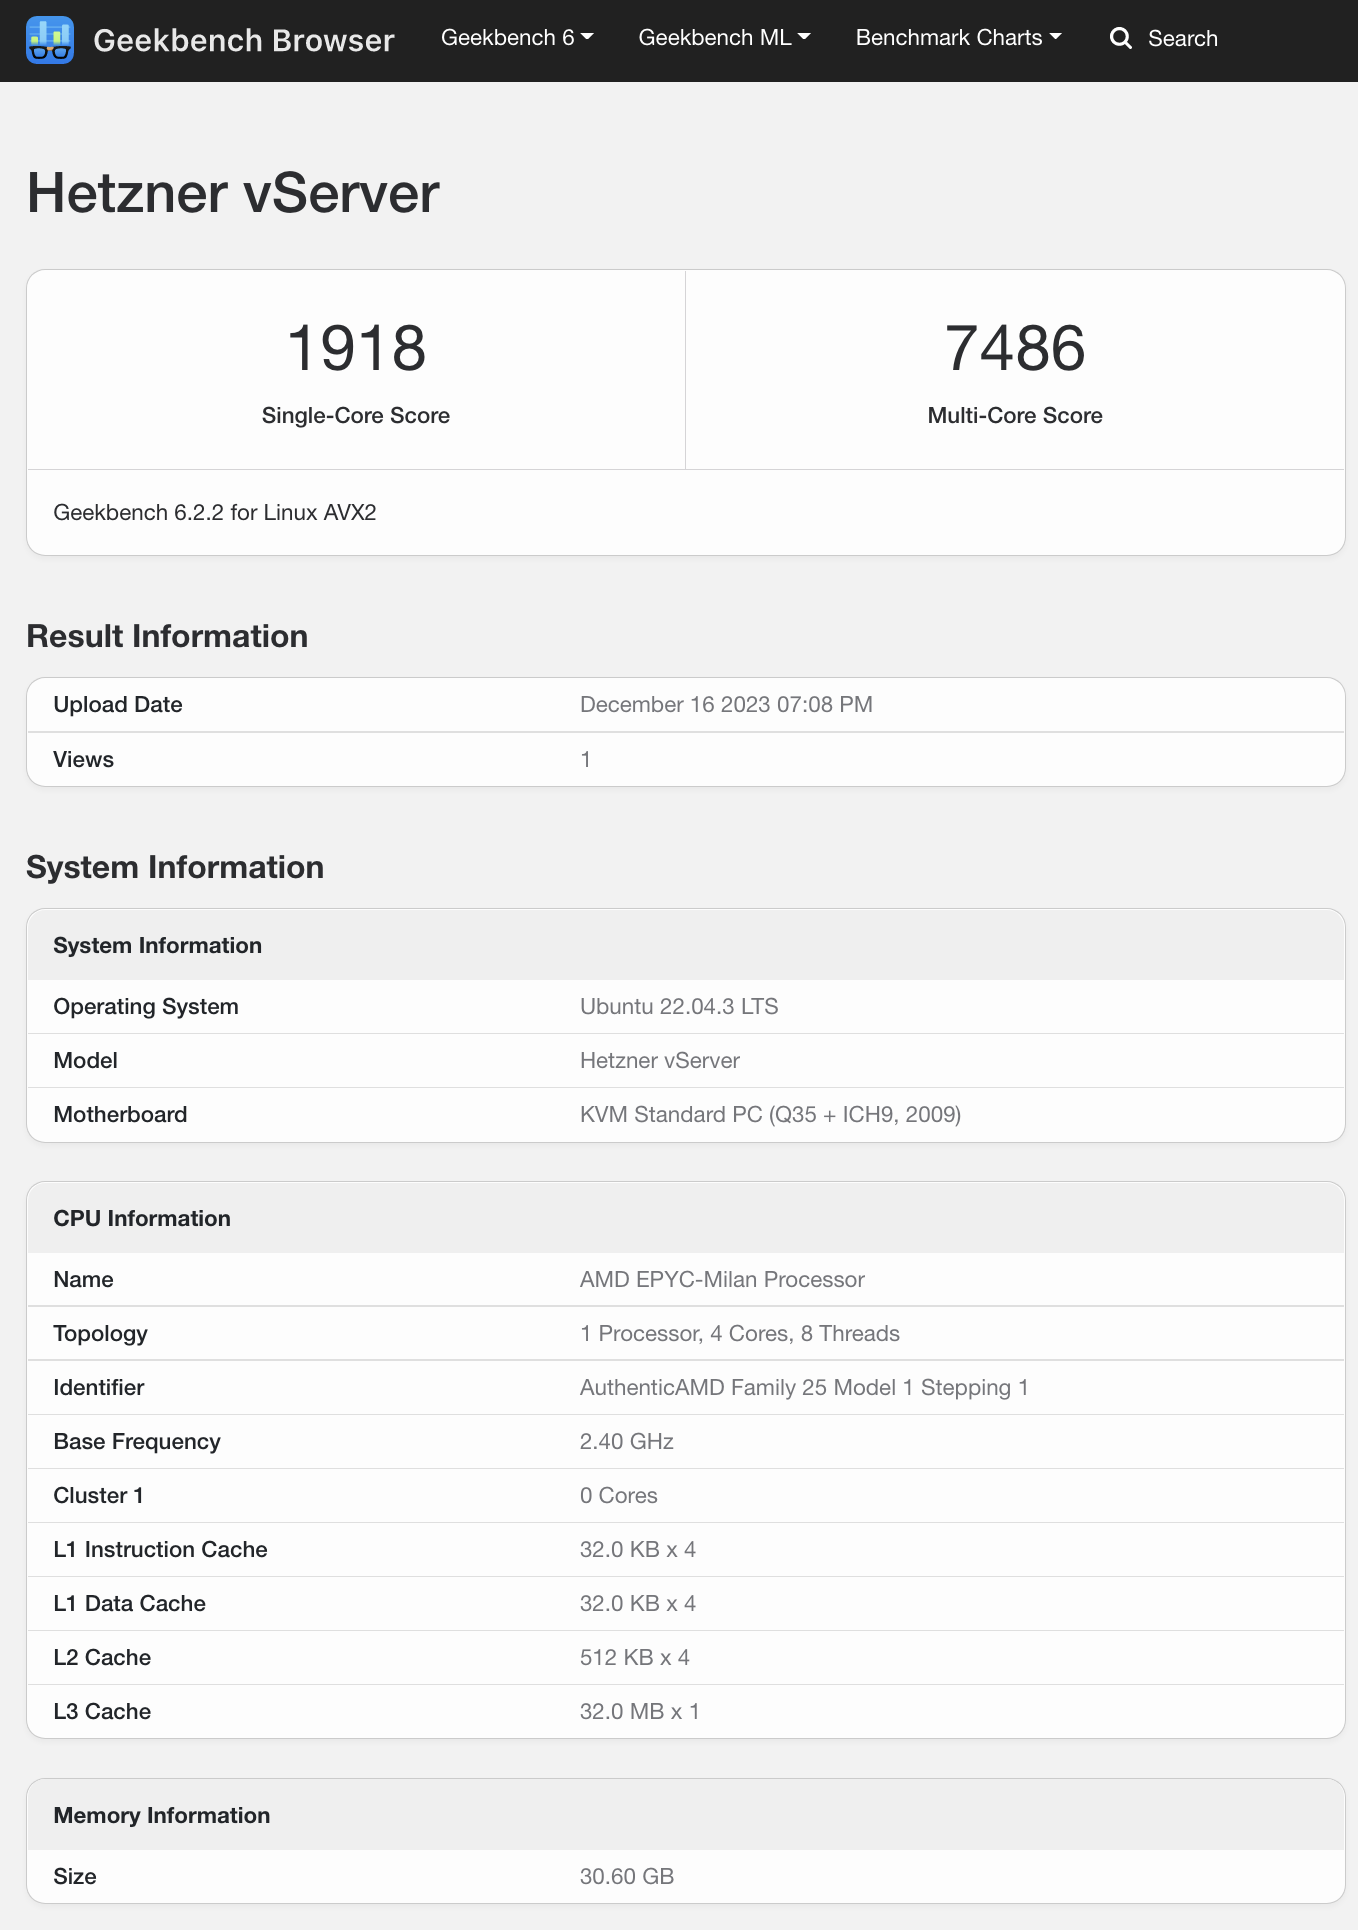 Geekbench Browser Geekbench 6 Geekbench ML Benchmark Charts Search
Hetzner vServer
1918 7486
Single-Core Score Multi-Core Score
Geekbench 6.2.2 for Linux AVX2
Result Information
Upload Date December 16 2023 07:08 PM
Views 1
System Information
System Information
Operating System Ubuntu 22.04.3 LTS
Model Hetzner vServer
Motherboard KVM Standard PC (Q35 + ICH9, 2009)
CPU Information
Name AMD EPYC-Milan Processor
Topology 1 Processor, 4 Cores, 8 Threads
Identifier AuthenticAMD Family 25 Model 1 Stepping 1
Base Frequency 2.40 GHz
Cluster 1 0 Cores
L1 Instruction Cache 32.0 KB x 4
L1 Data Cache 32.0 KB x 4
L2 Cache 512 KB x 4
L3 Cache 32.0 MB x 1
Memory Information
Size 30.60 GB